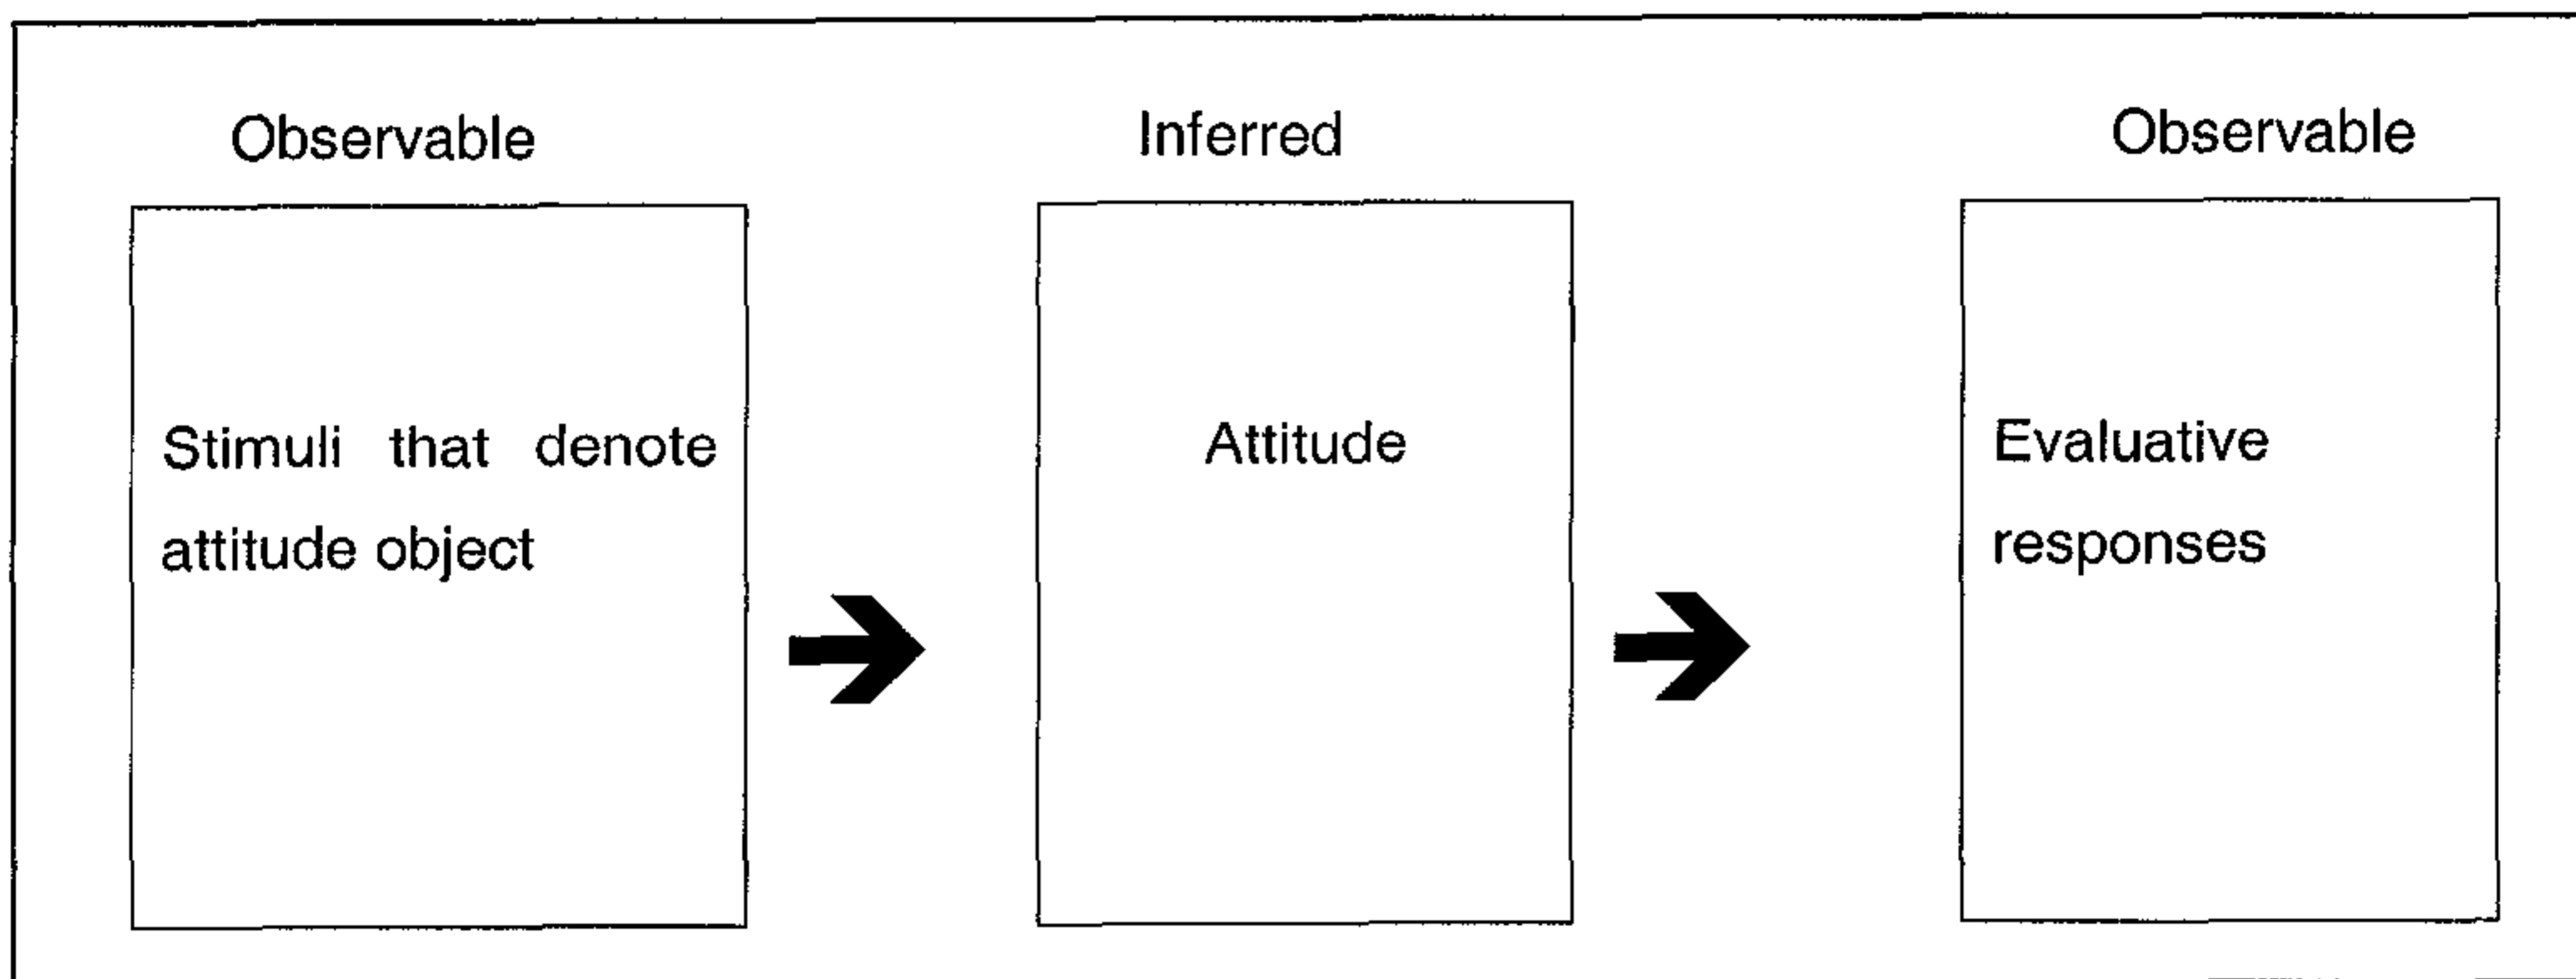 Observable
Inferred
Observable
Stimuli that denote
attitude object
Attitude
Evaluative
responses